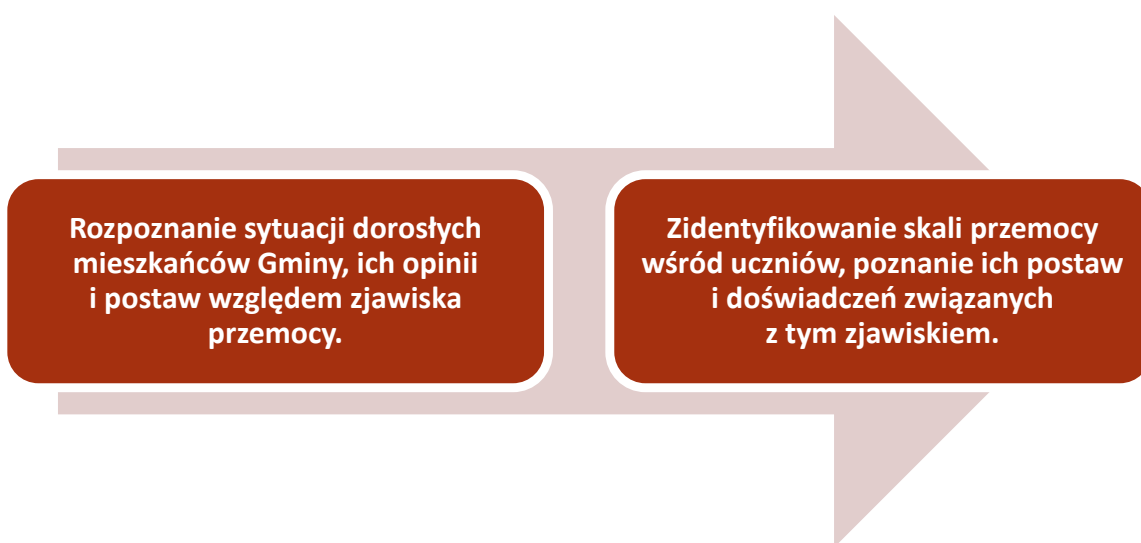 Rozpoznanie sytuacji dorosłych
mieszkańców Gminy, ich opinii
i postaw względem zjawiska
przemocy.
Zidentyfikowanie skali przemocy
wśród uczniów, poznanie ich postaw
i doświadczeń związanych
z tym zjawiskiem.